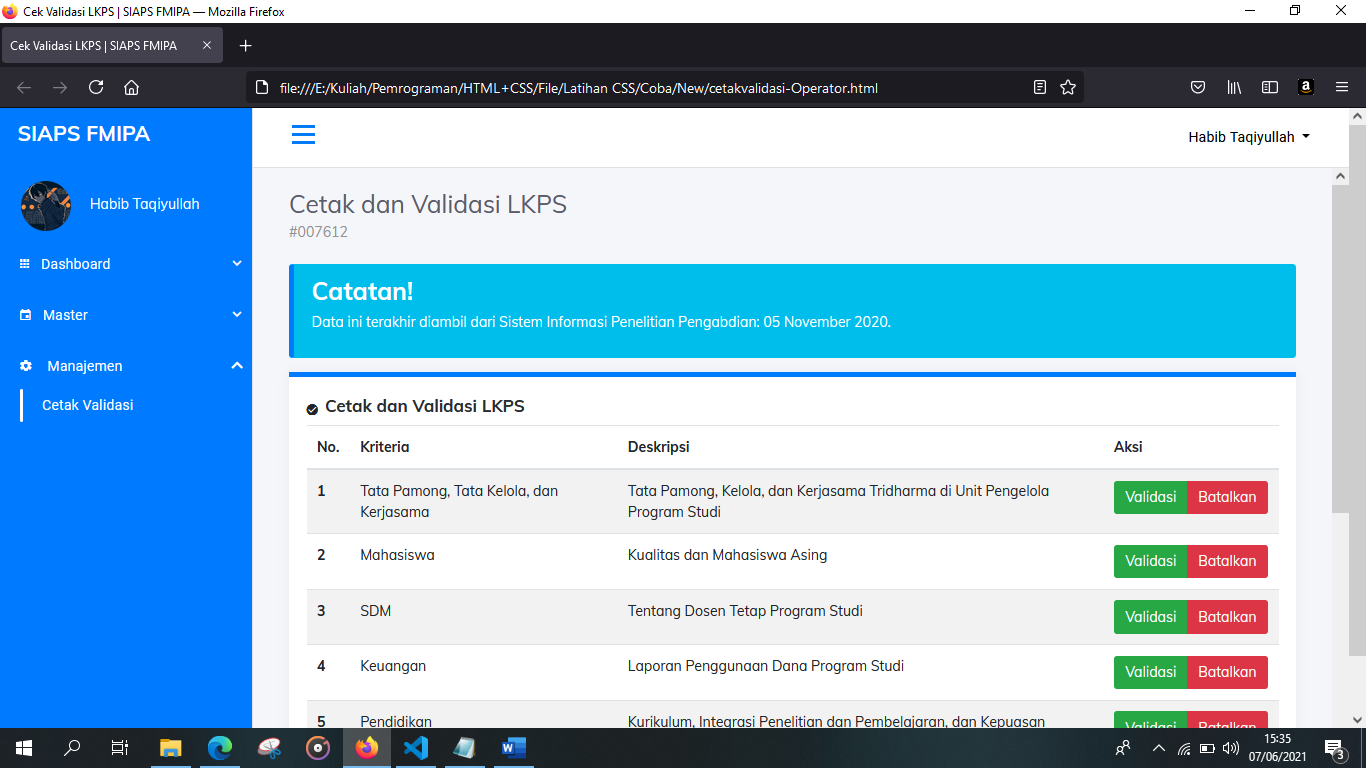 Cek Validasi LKPS | SIAPS FMIPA — Mozilla Firefox
Cek Validasi LKPS | SIAPS FMIPA
file:///E:/Kuliah/Pemrograman/HTML+CSS/File/Latihan CSS/Coba/New/cetakvalidasi-Operator.html
SIAPS FMIPA
Habib Taqiyullah
Habib Taqiyullah
Dashboard
Master
Manajemen
Cetak Validasi
Cetak dan Validasi LKPS
#007612
Catatan!
Data ini terakhir diambil dari Sistem Informasi Penelitian Pengabdian: 05 November 2020.
Cetak dan Validasi LKPS
No. Kriteria Deskripsi Aksi
1 Tata Pamong, Tata Kelola, dan Tata Pamong, Kelola, dan Kerjasama Tridharma di Unit Pengelola Validasi Batalkan
Kerjasama Program Studi
2 Mahasiswa Kualitas dan Mahasiswa Asing Validasi Batalkan
3 SDM Tentang Dosen Tetap Program Studi Validasi Batalkan
4 Keuangan Laporan Penggunaan Dana Program Studi Validasi Batalkan
5 Pendidikan Kurikulum, Integrasi Penelitian dan Pembelajaran, dan Kepuasan Validasi Batalkan
15:35
07/06/2021
3